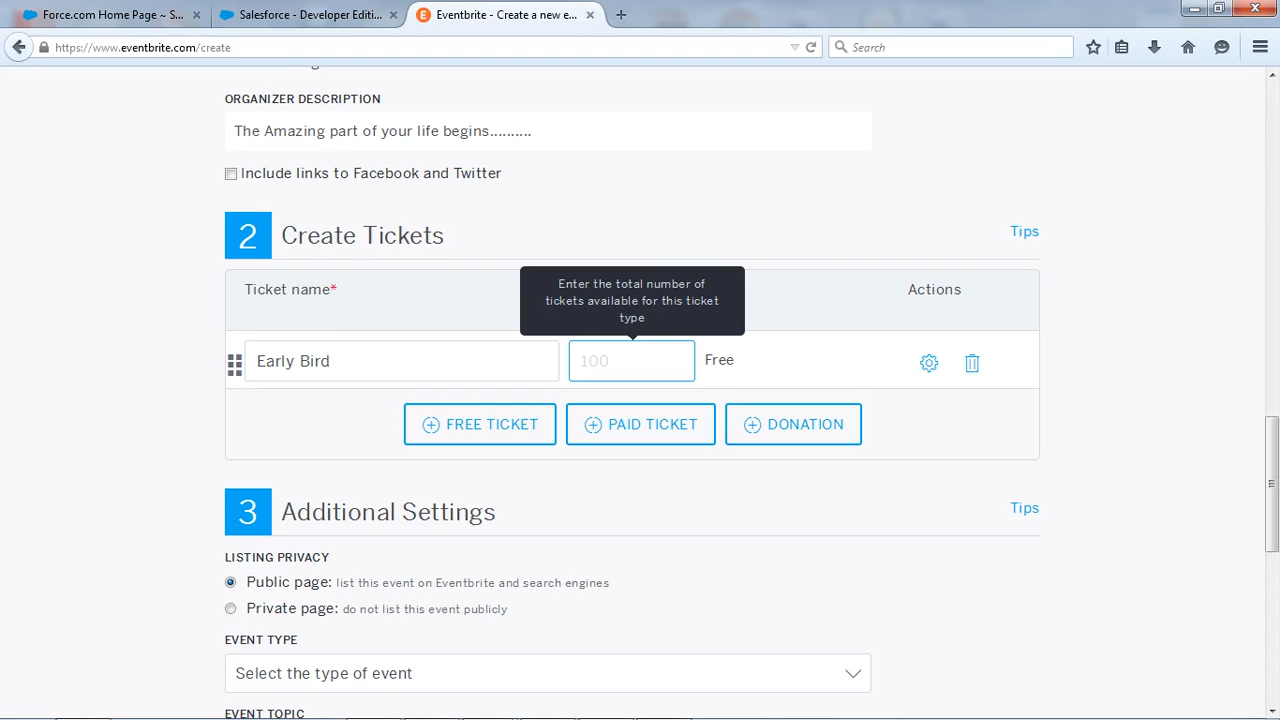 Force.com Home Page ~ S...
Salesforce - Developer Editi...
Eventbrite - Create a new e...
https://www.eventbrite.com/create
Search
ORGANIZER DESCRIPTION
The Amazing part of your life begins..........
Include links to Facebook and Twitter
2 Create Tickets
Tips
Ticket name*
Enter the total number of
tickets available for this ticket
type
Actions
Early Bird
100
Free
FREE TICKET
PAID TICKET
DONATION
3 Additional Settings
Tips
LISTING PRIVACY
Public page: list this event on Eventbrite and search engines
Private page: do not list this event publicly
EVENT TYPE
Select the type of event
EVENT TOPIC